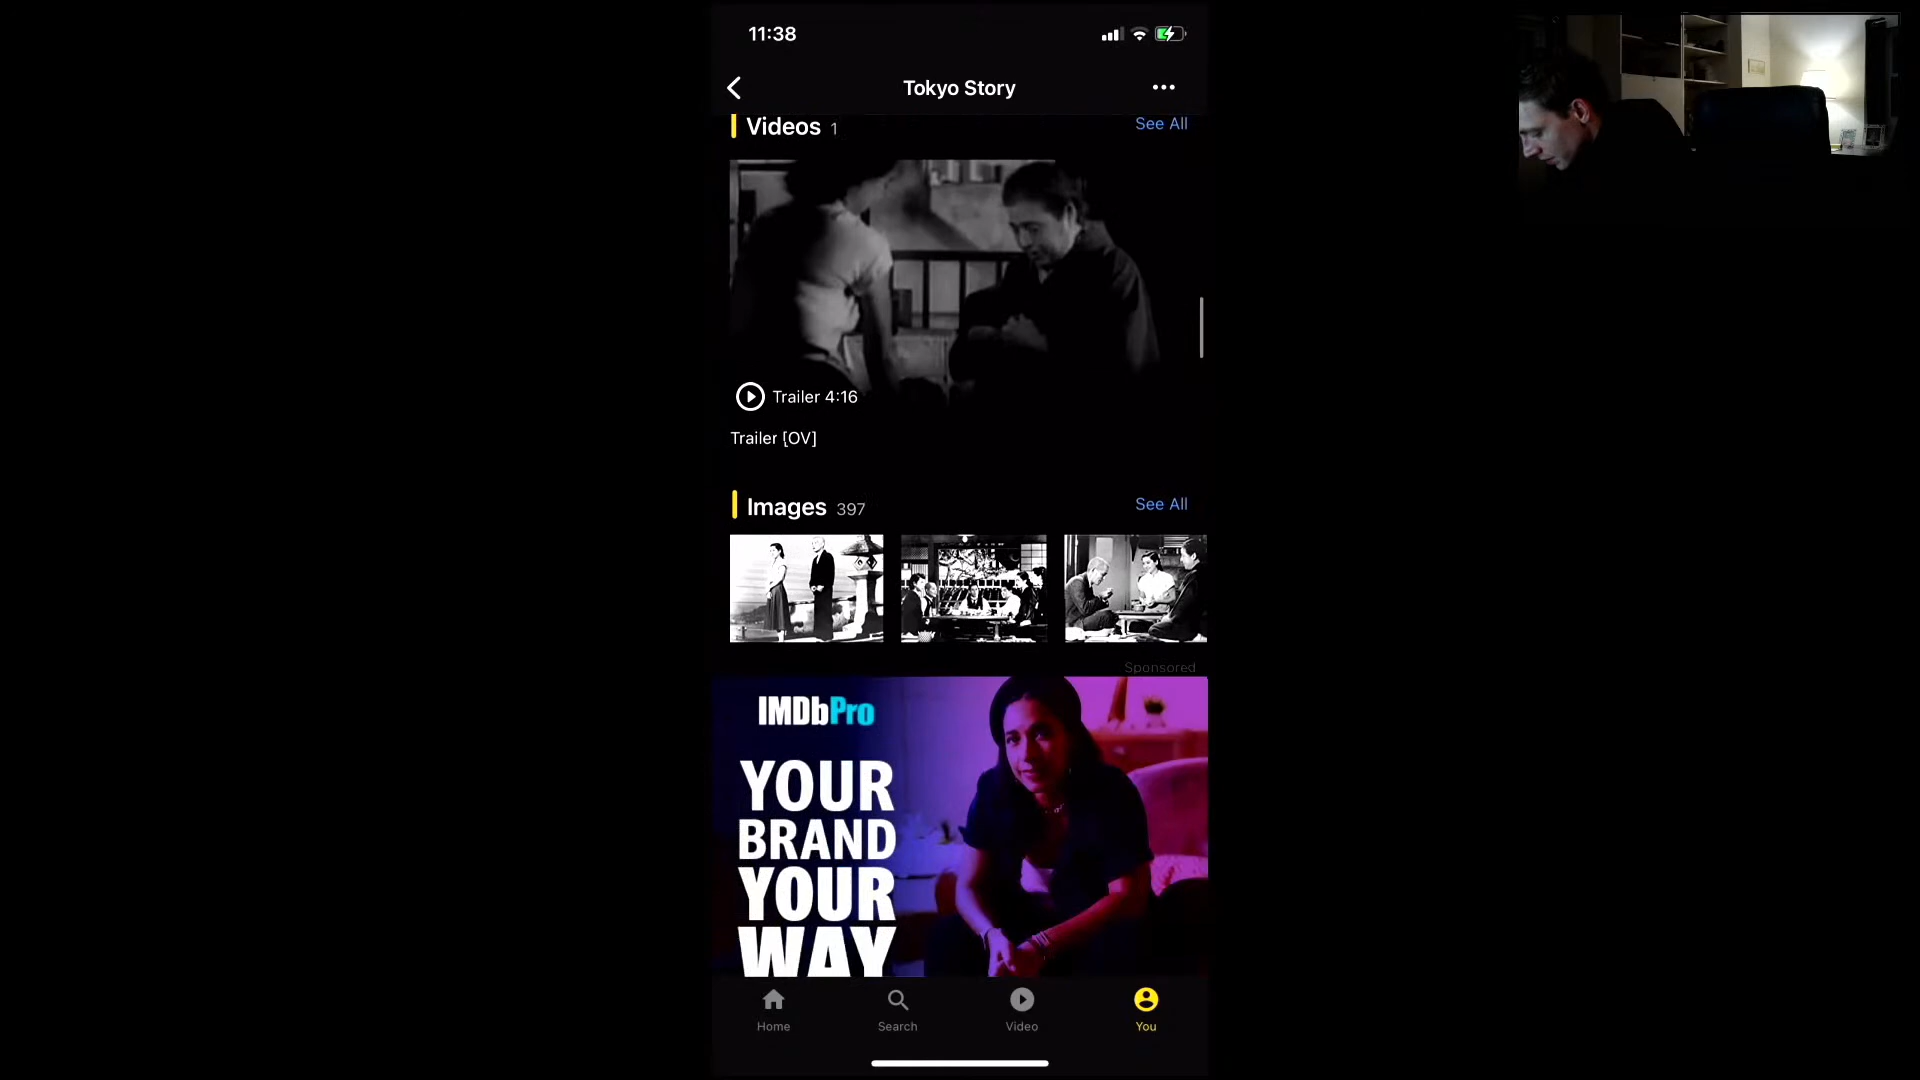 11:38
Tokyo Story
Videos 1
See All
Trailer 4:16
Trailer [OV]
Images 397
See All
Sponsored
IMDbPro
YOUR
BRAND
YOUR
WAY
Home
Search
Video
You